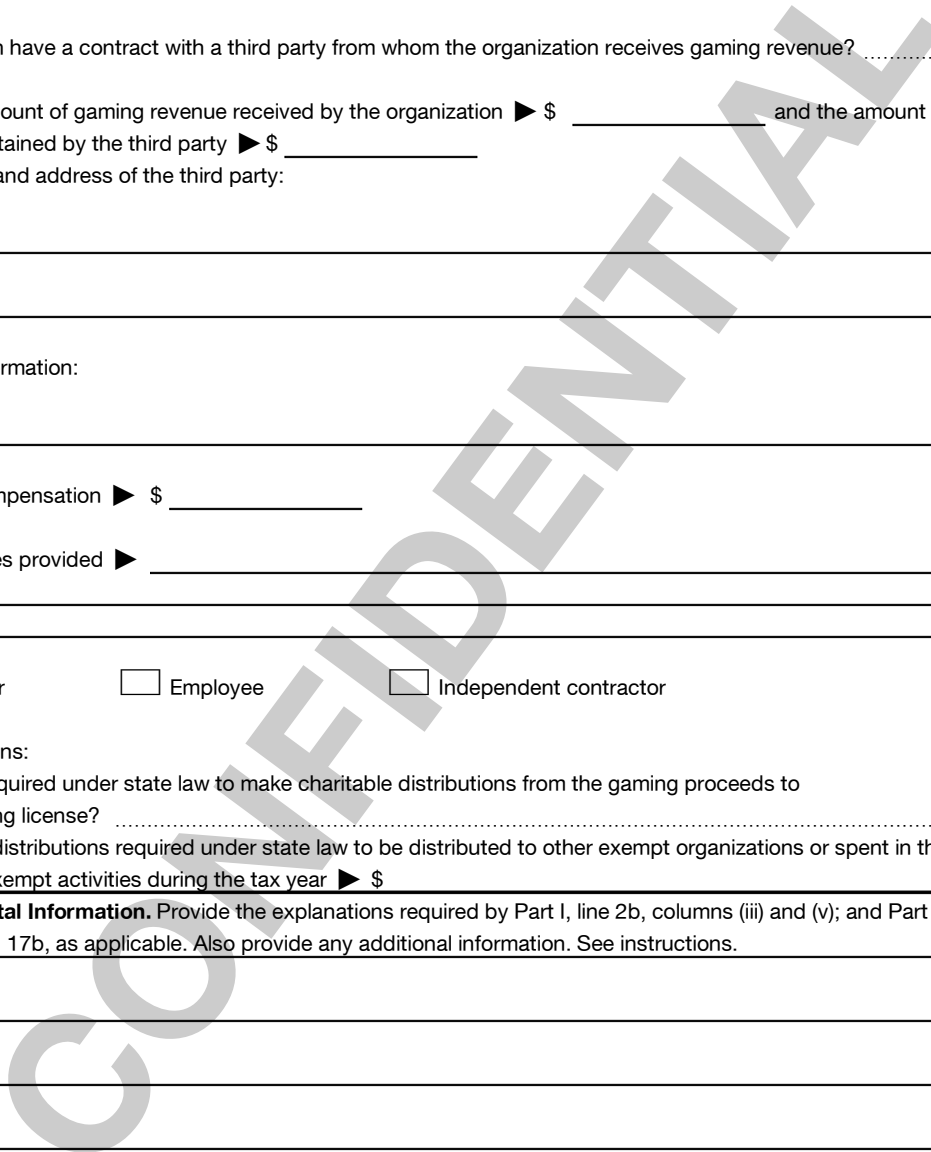 have a contract with a third party from whom the organization receives gaming revenue?
ount of gaming revenue received by the organization ▶ $ and the amount
tained by the third party ▶ $
and address of the third party:
rmation:
mpensation ▶ $
es provided ▶
r Employee Independent contractor
ns:
quired under state law to make charitable distributions from the gaming proceeds to
ng license?
distributions required under state law to be distributed to other exempt organizations or spent in th
xempt activities during the tax year ▶ $
tal Information. Provide the explanations required by Part I, line 2b, columns (iii) and (v); and Part
17b, as applicable. Also provide any additional information. See instructions.
CONFIDENTIAL